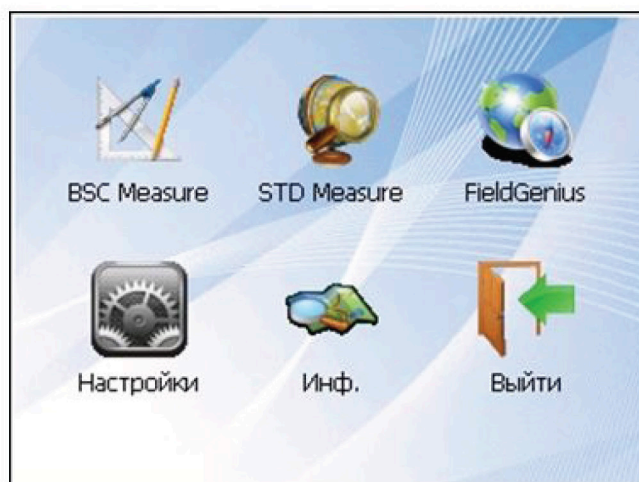 BSC Measure
STD Measure
FieldGenius
Настройки
Инф.
Выйти